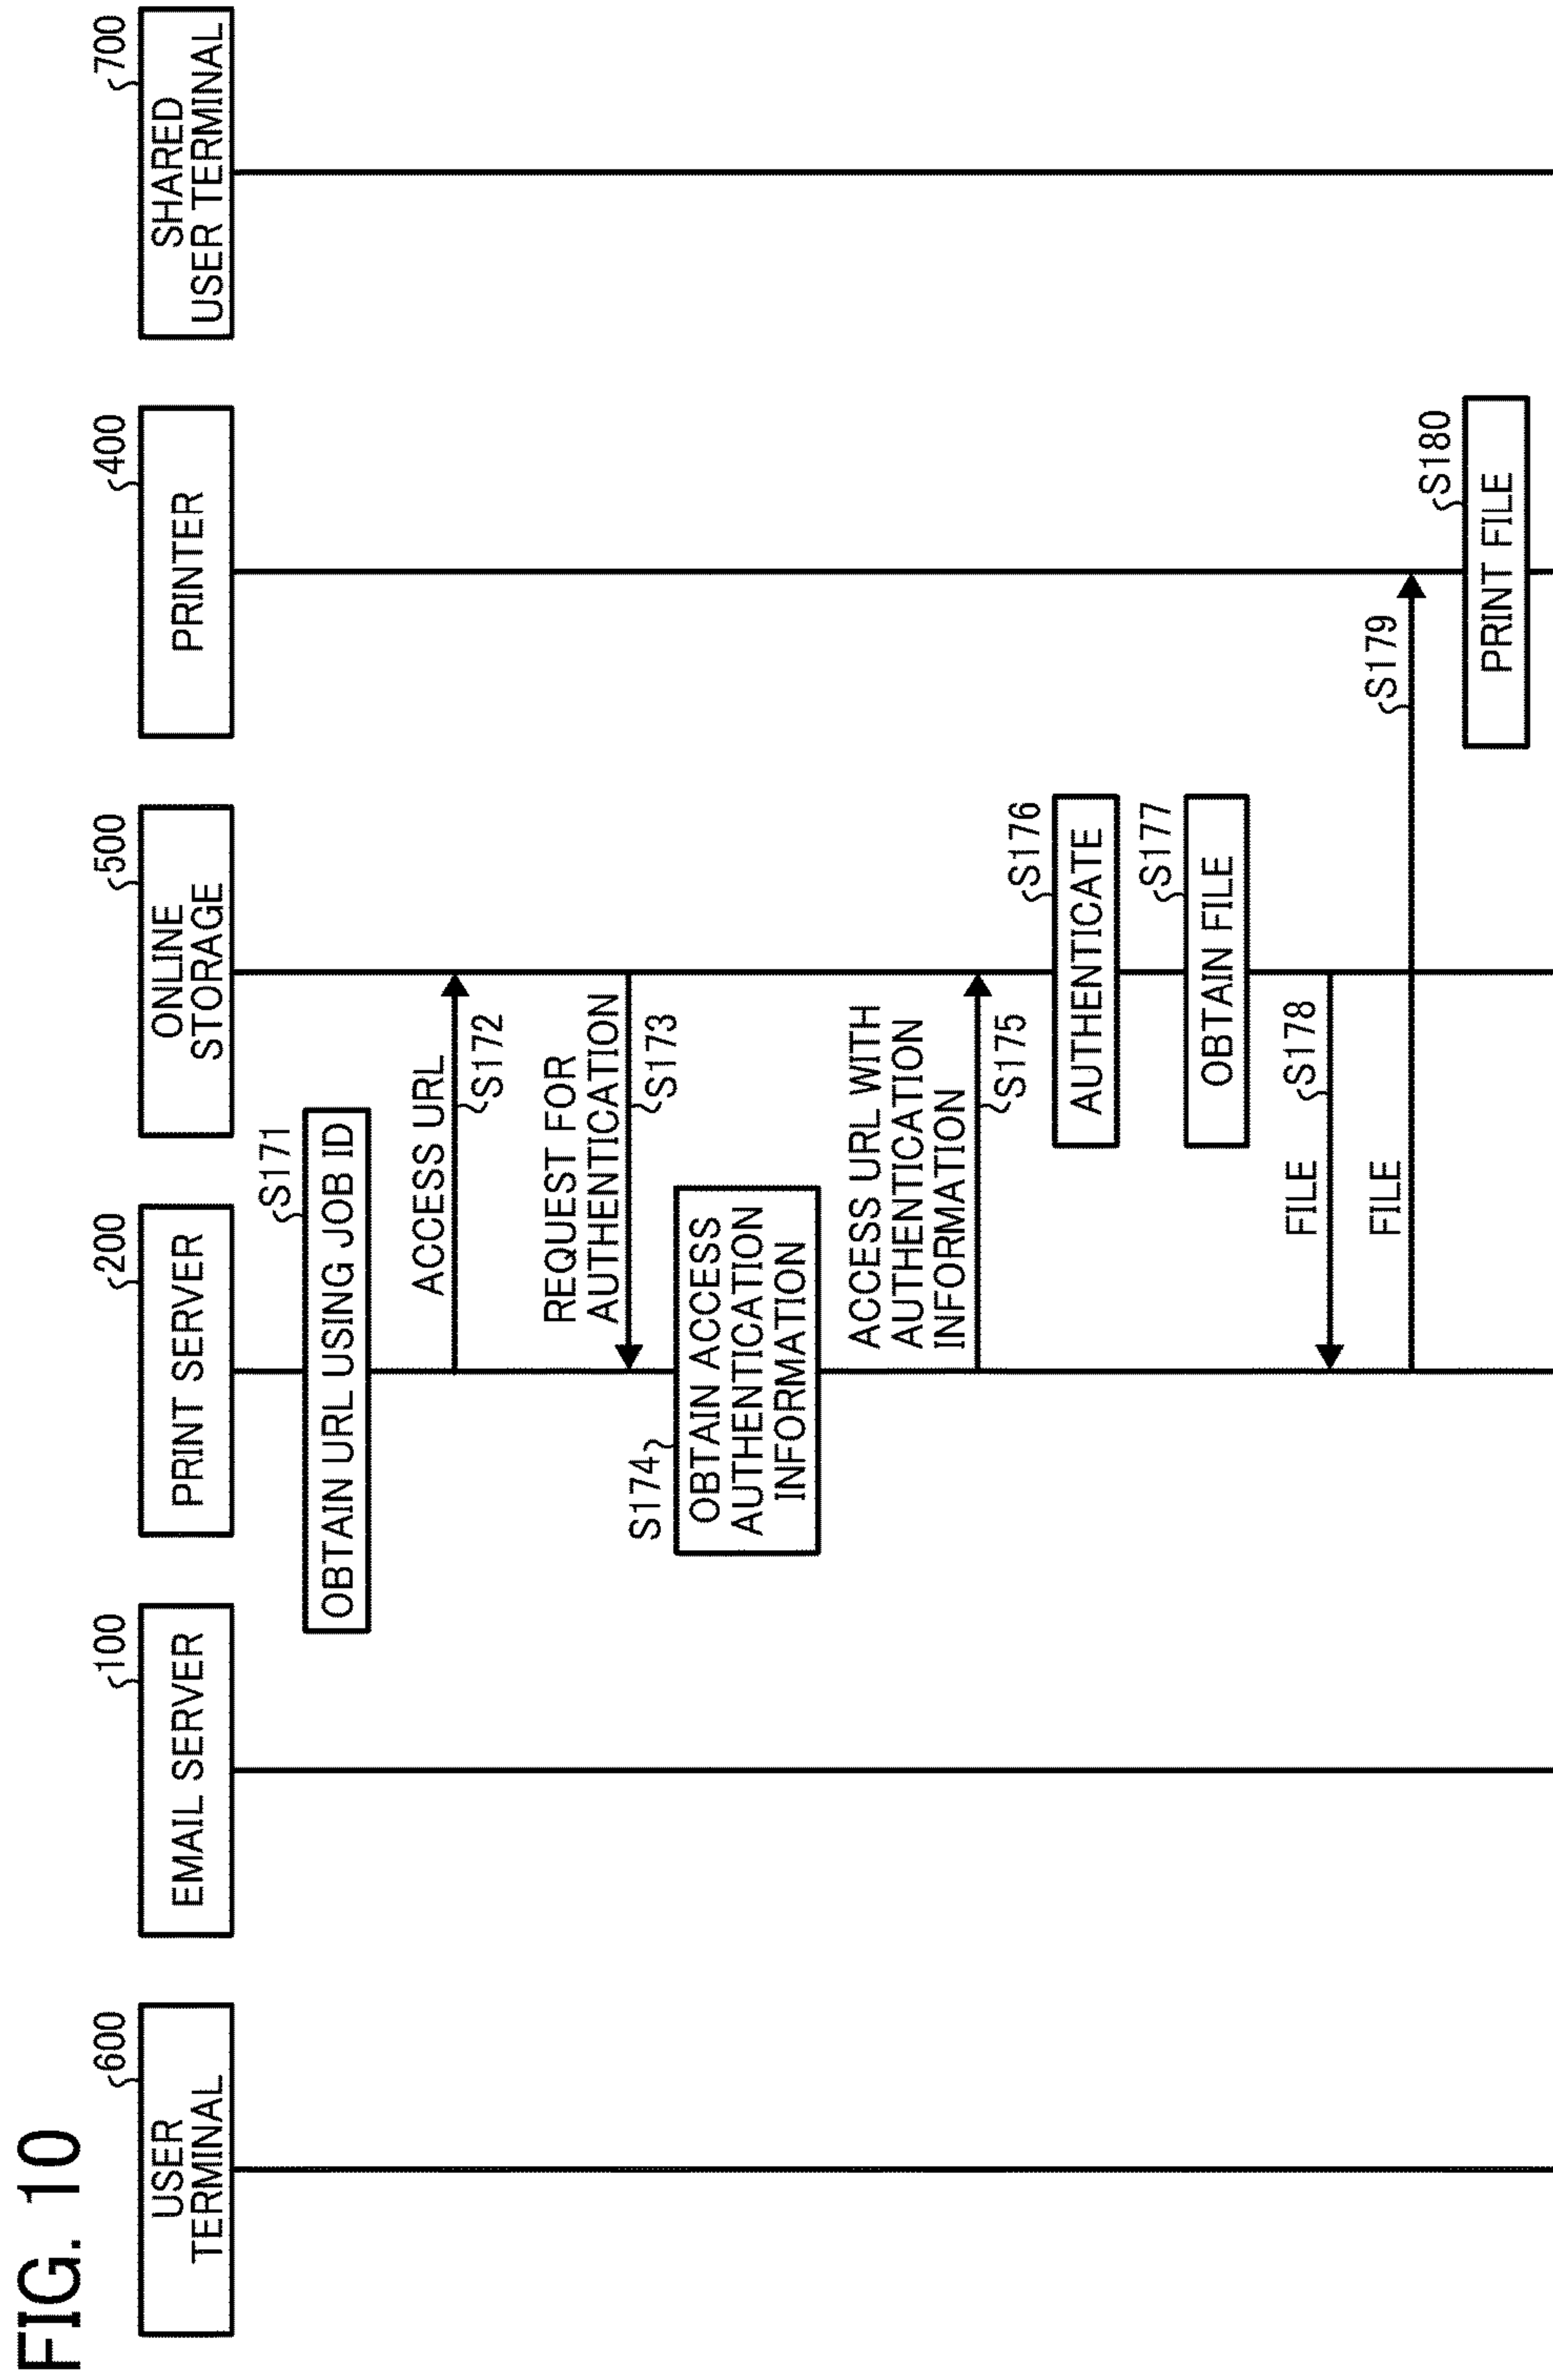 FIG. 10
600
USER
TERMINAL
100
EMAIL SERVER
200
PRINT SERVER
500
ONLINE
STORAGE
400
PRINTER
700
SHARED
USER TERMINAL
S171
OBTAIN URL USING JOB ID
ACCESS URL
S172
REQUEST FOR
AUTHENTICATION
S173
S174
OBTAIN ACCESS
AUTHENTICATION
INFORMATION
ACCESS URL WITH
AUTHENTICATION
INFORMATION
S175
S176
AUTHENTICATE
S177
OBTAIN FILE
FILE
S178
FILE
S179
S180
PRINT FILE